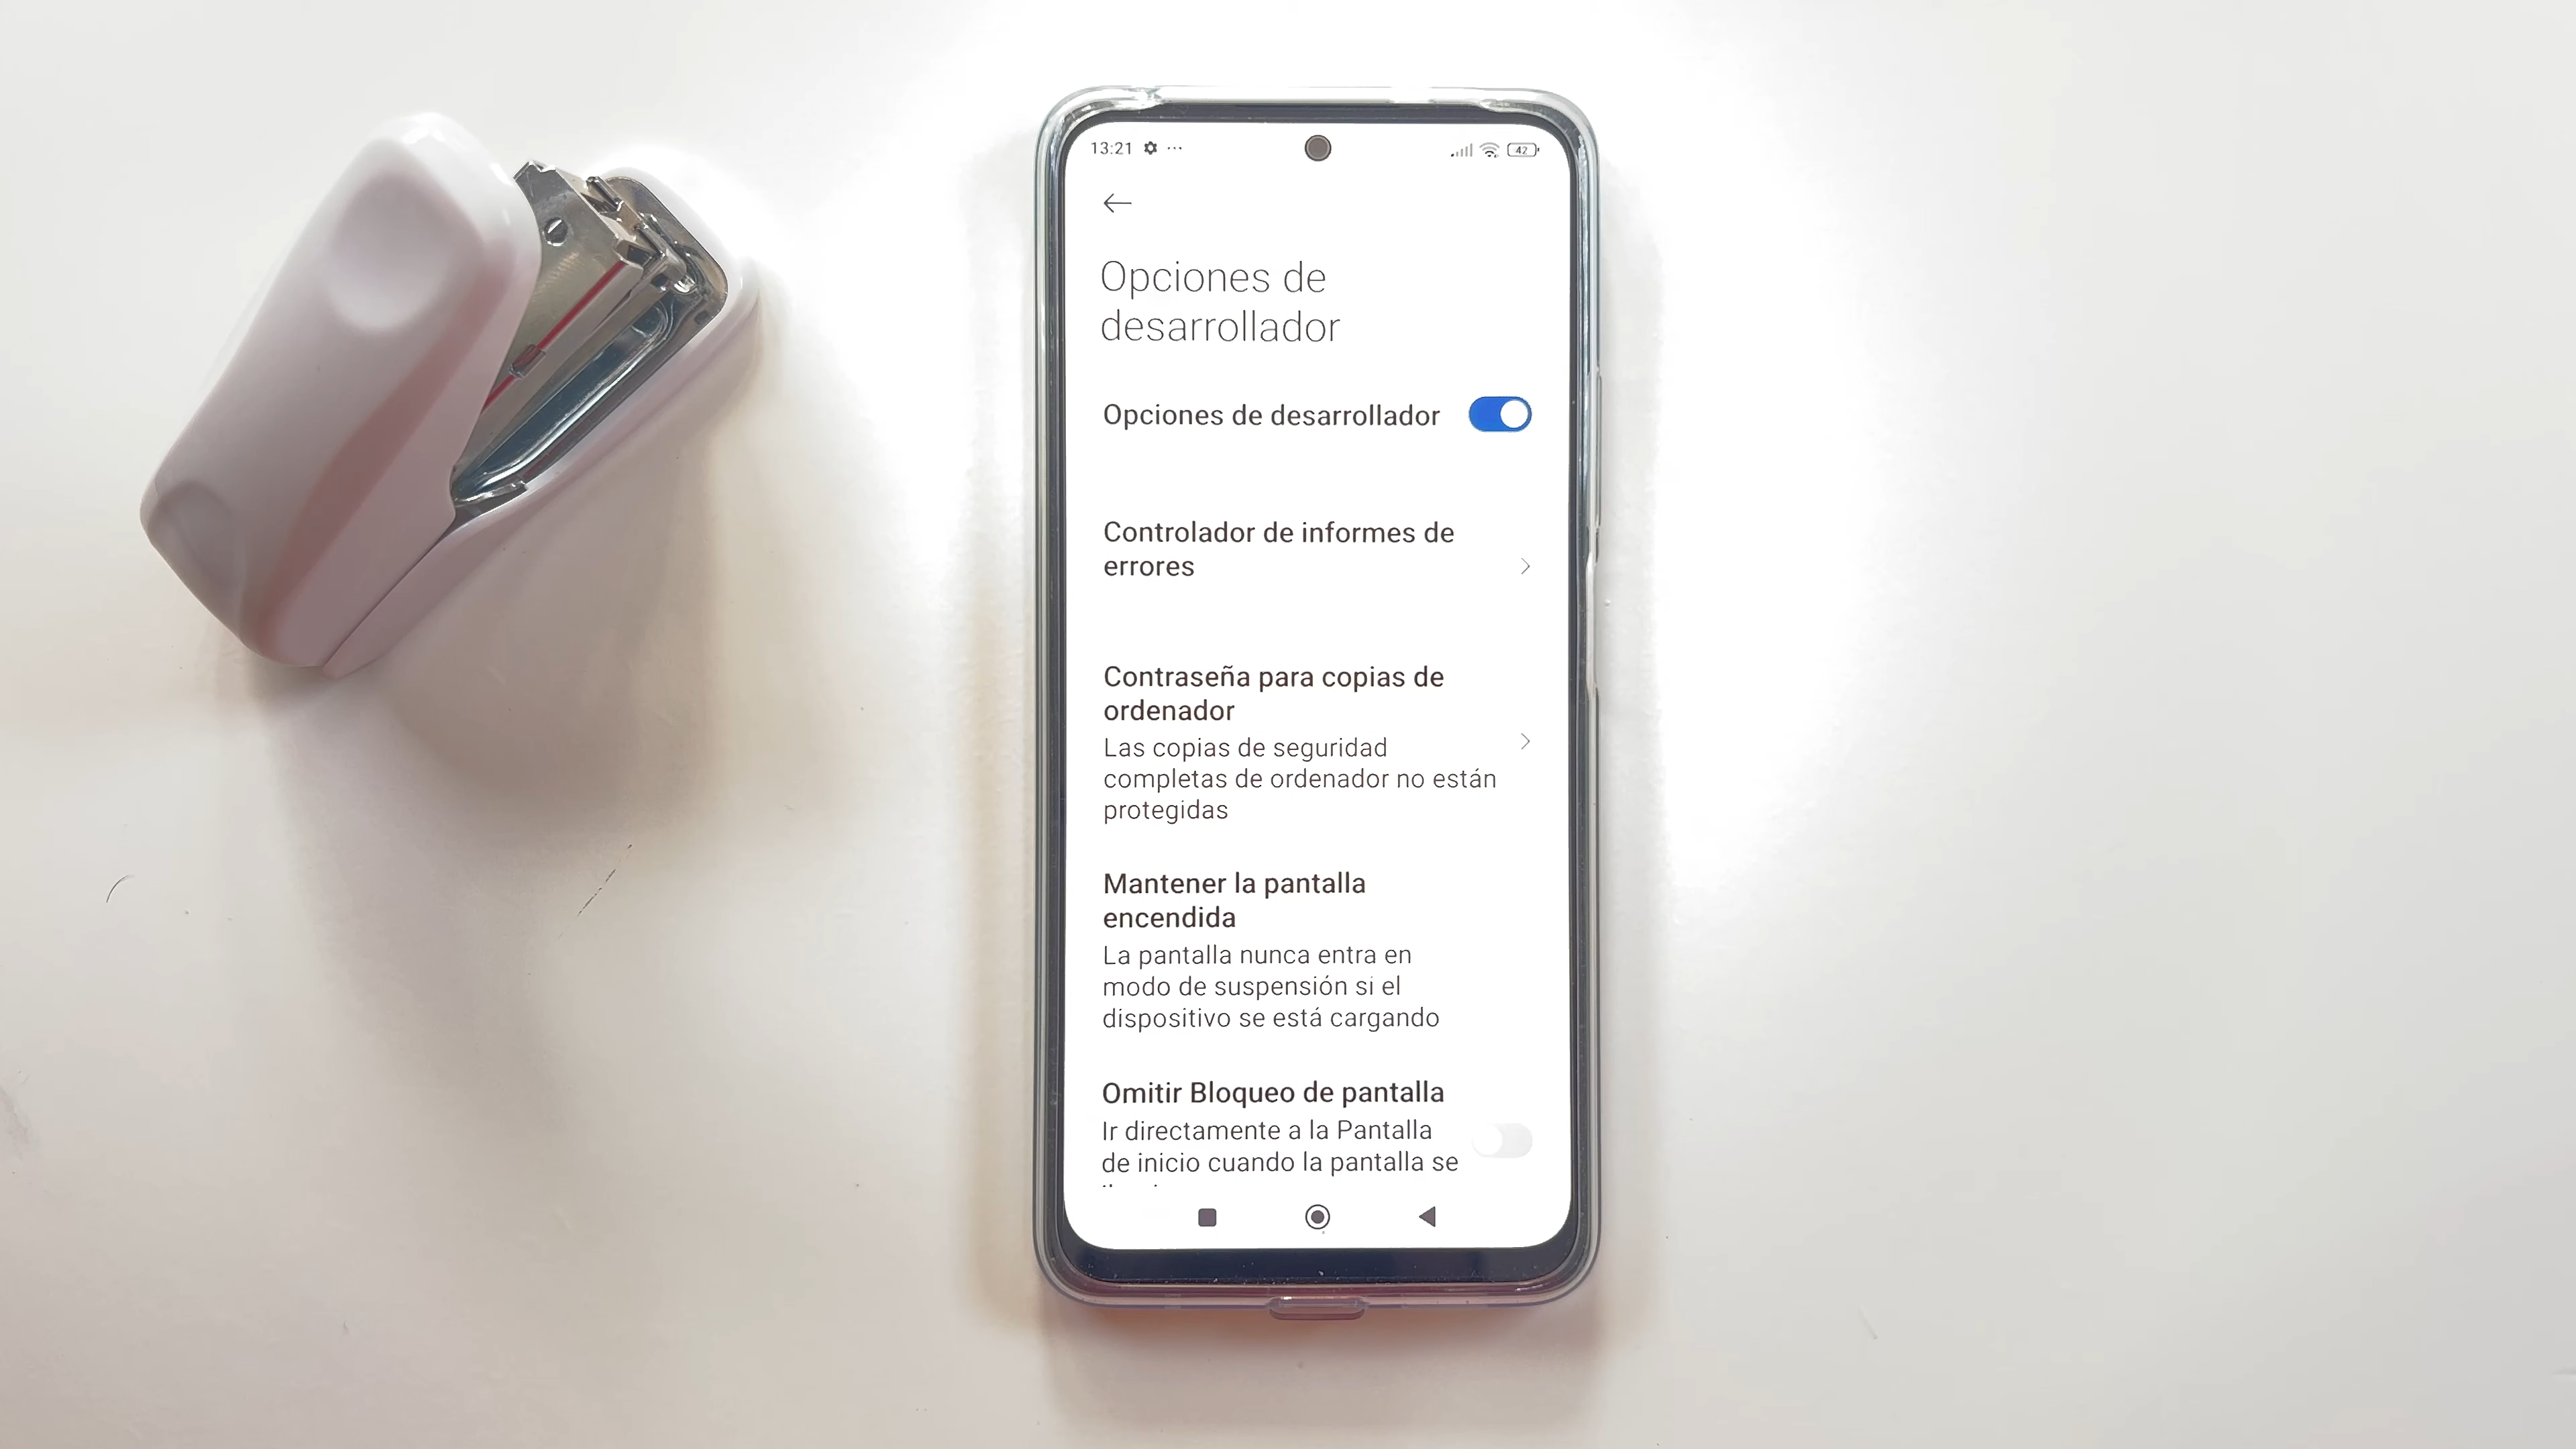 13:21 ...
42
Opciones de
desarrollador
Opciones de desarrollador
Controlador de informes de
errores
Contraseña para copias de
ordenador
Las copias de seguridad
completas de ordenador no están
protegidas
Mantener la pantalla
encendida
La pantalla nunca entra en
modo de suspensión si el
dispositivo se está cargando
Omitir Bloqueo de pantalla
Ir directamente a la Pantalla
de inicio cuando la pantalla se